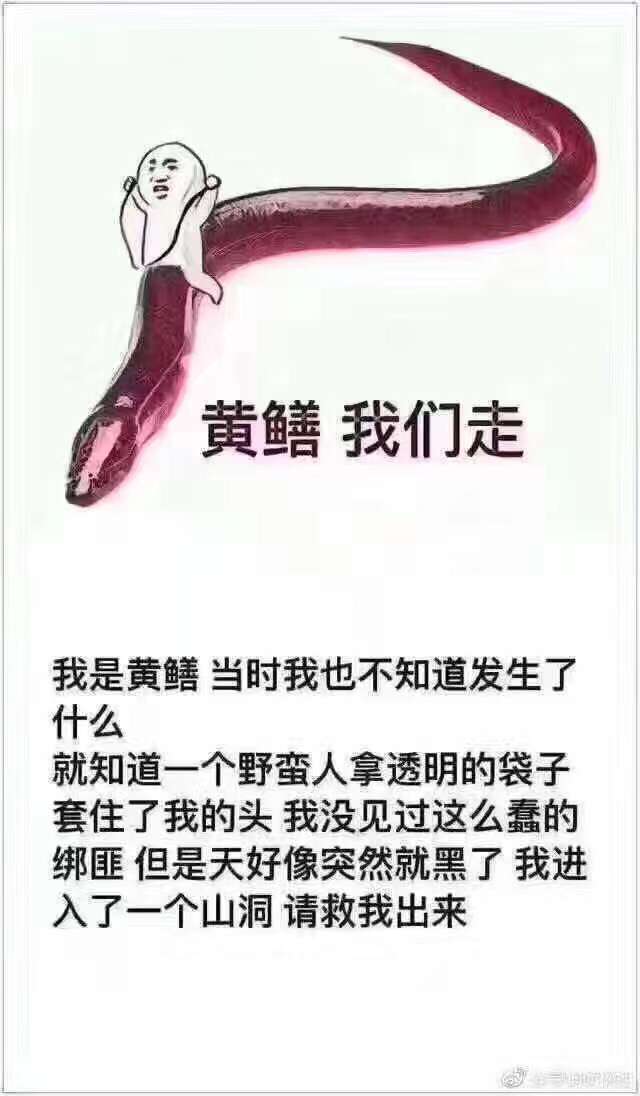 黄鳝 我们走
我是黄鳝 当时我也不知道发生了
什么
就知道一个野蛮人拿透明的袋子
套住了我的头 我没见过这么蠢的
绑匪 但是天好像突然就黑了 我进
入了一个山洞 请救我出来